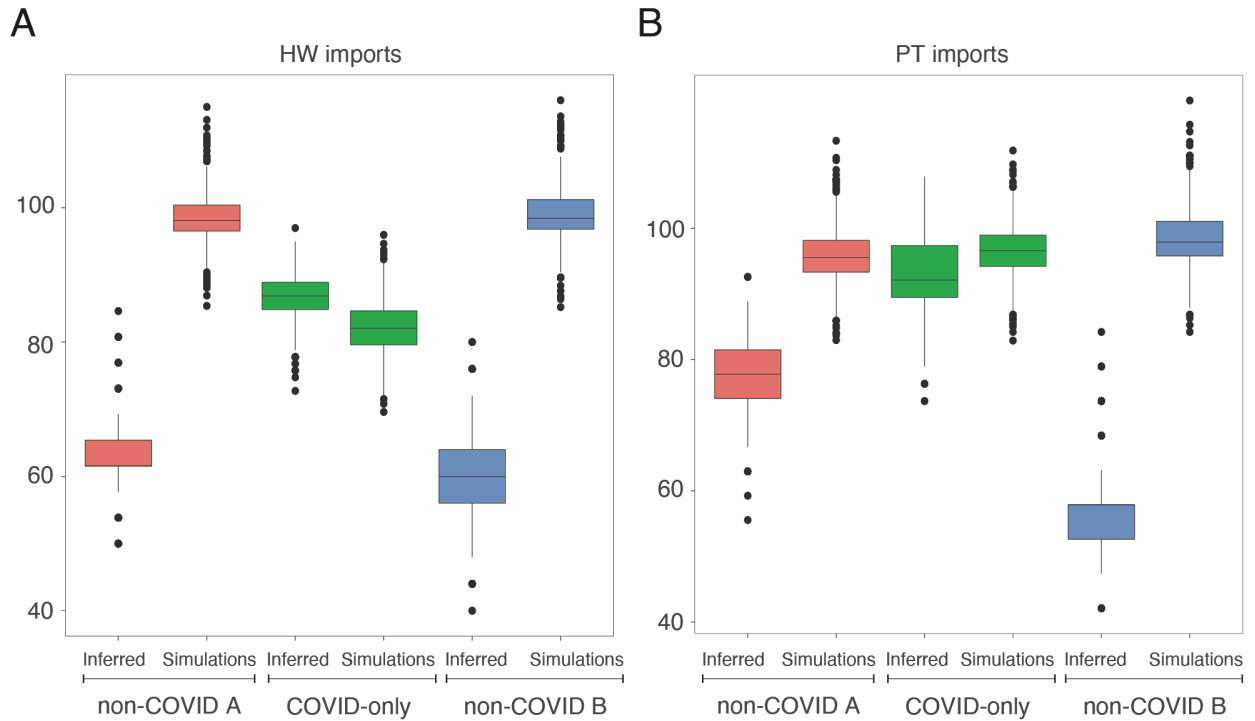 A
HW imports
100
80
60
40
Inferred Simulations Inferred Simulations Inferred Simulations
non-COVID A COVID-only non-COVID B
B
PT imports
100
80
60
40
Inferred Simulations Inferred Simulations Inferred Simulations
non-COVID A COVID-only non-COVID B